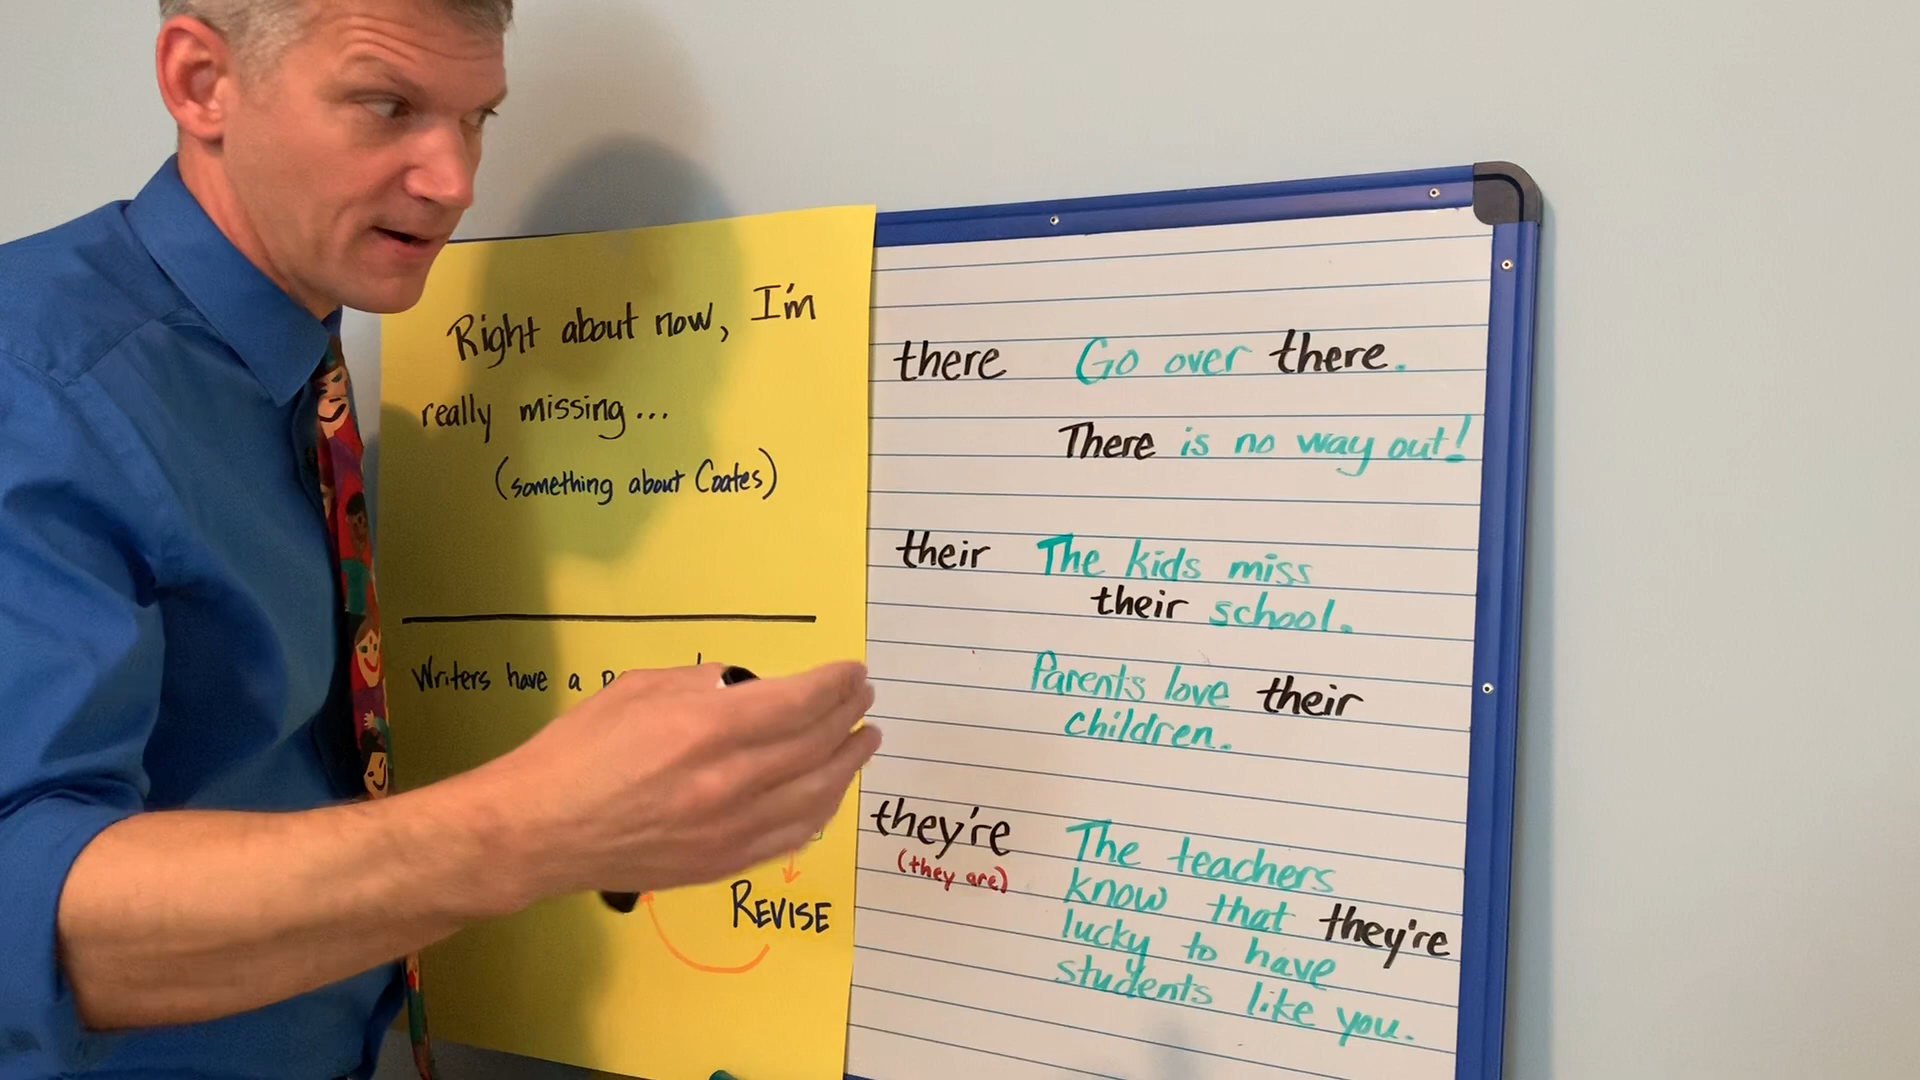 Right about now, I'm
really missing...
(something about Coates)
Writers have a
REVISE
there Go over there.
There is no way out!
their The kids miss
their school.
Parents love their
children.
they're The teachers
(they are) know that they're
lucky to have
students like you.